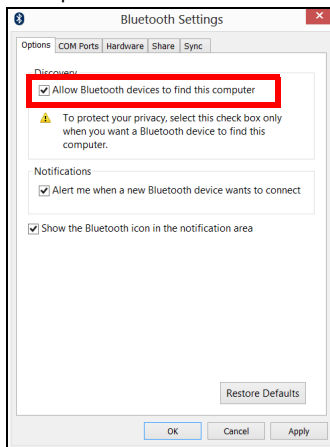 Bluetooth Settings
Options COM Ports Hardware Share Sync
Discovery
Allow Bluetooth devices to find this computer
To protect your privacy, select this check box only
when you want a Bluetooth device to find this
computer.
Notifications
Alert me when a new Bluetooth device wants to connect
Show the Bluetooth icon in the notification area
Restore Defaults
OK Cancel Apply